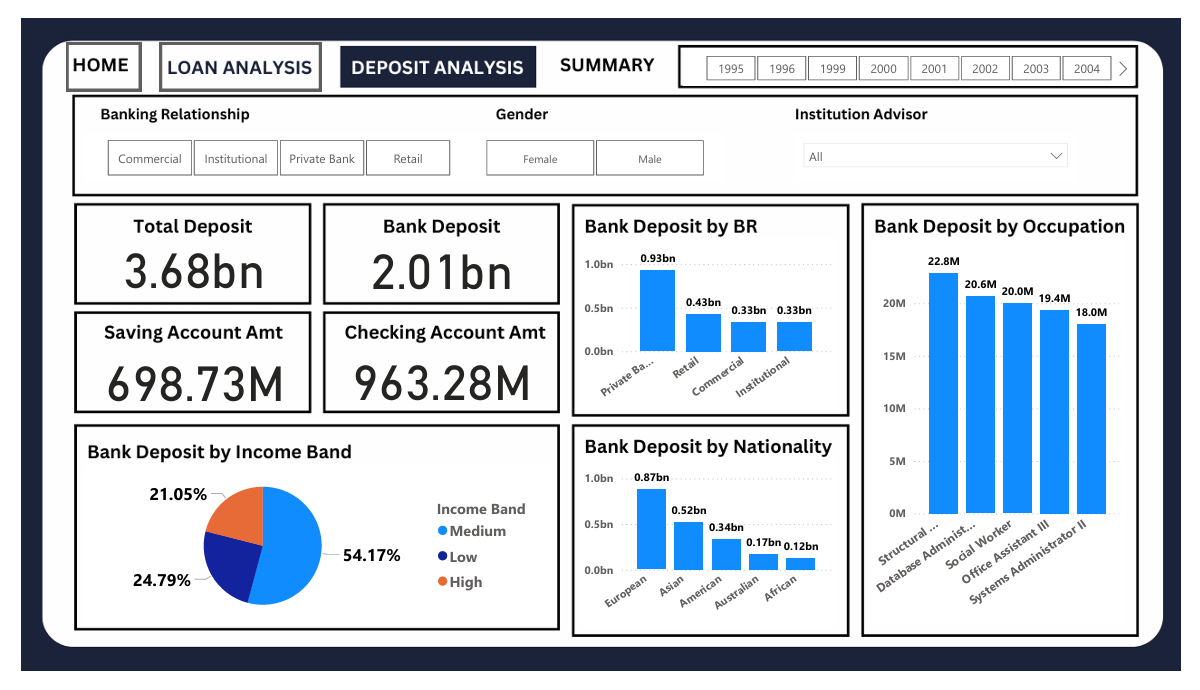 HOME
LOAN ANALYSIS
DEPOSIT ANALYSIS
SUMMARY
1995 1996 1999 2000 2001 2002 2003 2004
Banking Relationship
Commercial Institutional Private Bank Retail
Gender
Female Male
Institution Advisor
All
Total Deposit
3.68bn
Bank Deposit
2.01bn
Saving Account Amt
698.73M
Checking Account Amt
963.28M
Bank Deposit by BR
1.0bn
0.5bn
0.0bn
0.93bn
0.43bn
0.33bn
0.33bn
Private Ba...
Retail
Commercial
Institutional
Bank Deposit by Occupation
20M
15M
10M
5M
0M
22.8M
20.6M
20.0M
19.4M
18.0M
Structural ...
Database Administ...
Social Worker
Office Assistant III
Systems Administrator II
Bank Deposit by Income Band
21.05%
54.17%
24.79%
Income Band
Medium
Low
High
Bank Deposit by Nationality
1.0bn
0.5bn
0.0bn
0.87bn
0.52bn
0.34bn
0.17bn
0.12bn
European
Asian
American
Australian
African